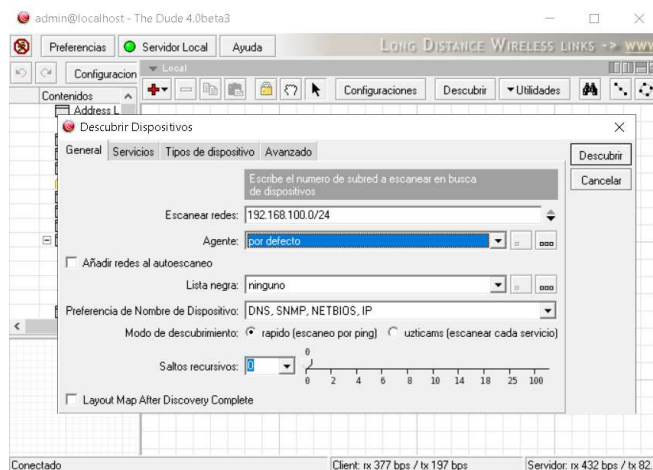 admin@localhost - The Dude 4.0beta3
Preferencias Servidor Local Ayuda LONG DISTANCE WIRELESS LINKS -> WWW
Configuracion Local
Contenidos Configuraciones Descubrir Utilidades
Address L
Descubrir Dispositivos
General Servicios Tipos de dispositivo Avanzado Descubrir
Escribe el numero de subred a escanear en busca
de dispositivos
Cancelar
Escanear redes: 192.168.100.0/24
Agente: por defecto
Añadir redes al autoescaneo
Lista negra: ninguno
Preferencia de Nombre de Dispositivo: DNS, SNMP, NETBIOS, IP
Modo de descubrimiento: rapido (escaneo por ping) uzticams (escanear cada servicio)
0
Saltos recursivos: 0
0 2 4 6 8 10 14 18 25 100
Layout Map After Discovery Complete
Conectado Client: rx 377 bps / tx 197 bps Servidor: rx 432 bps / tx 82